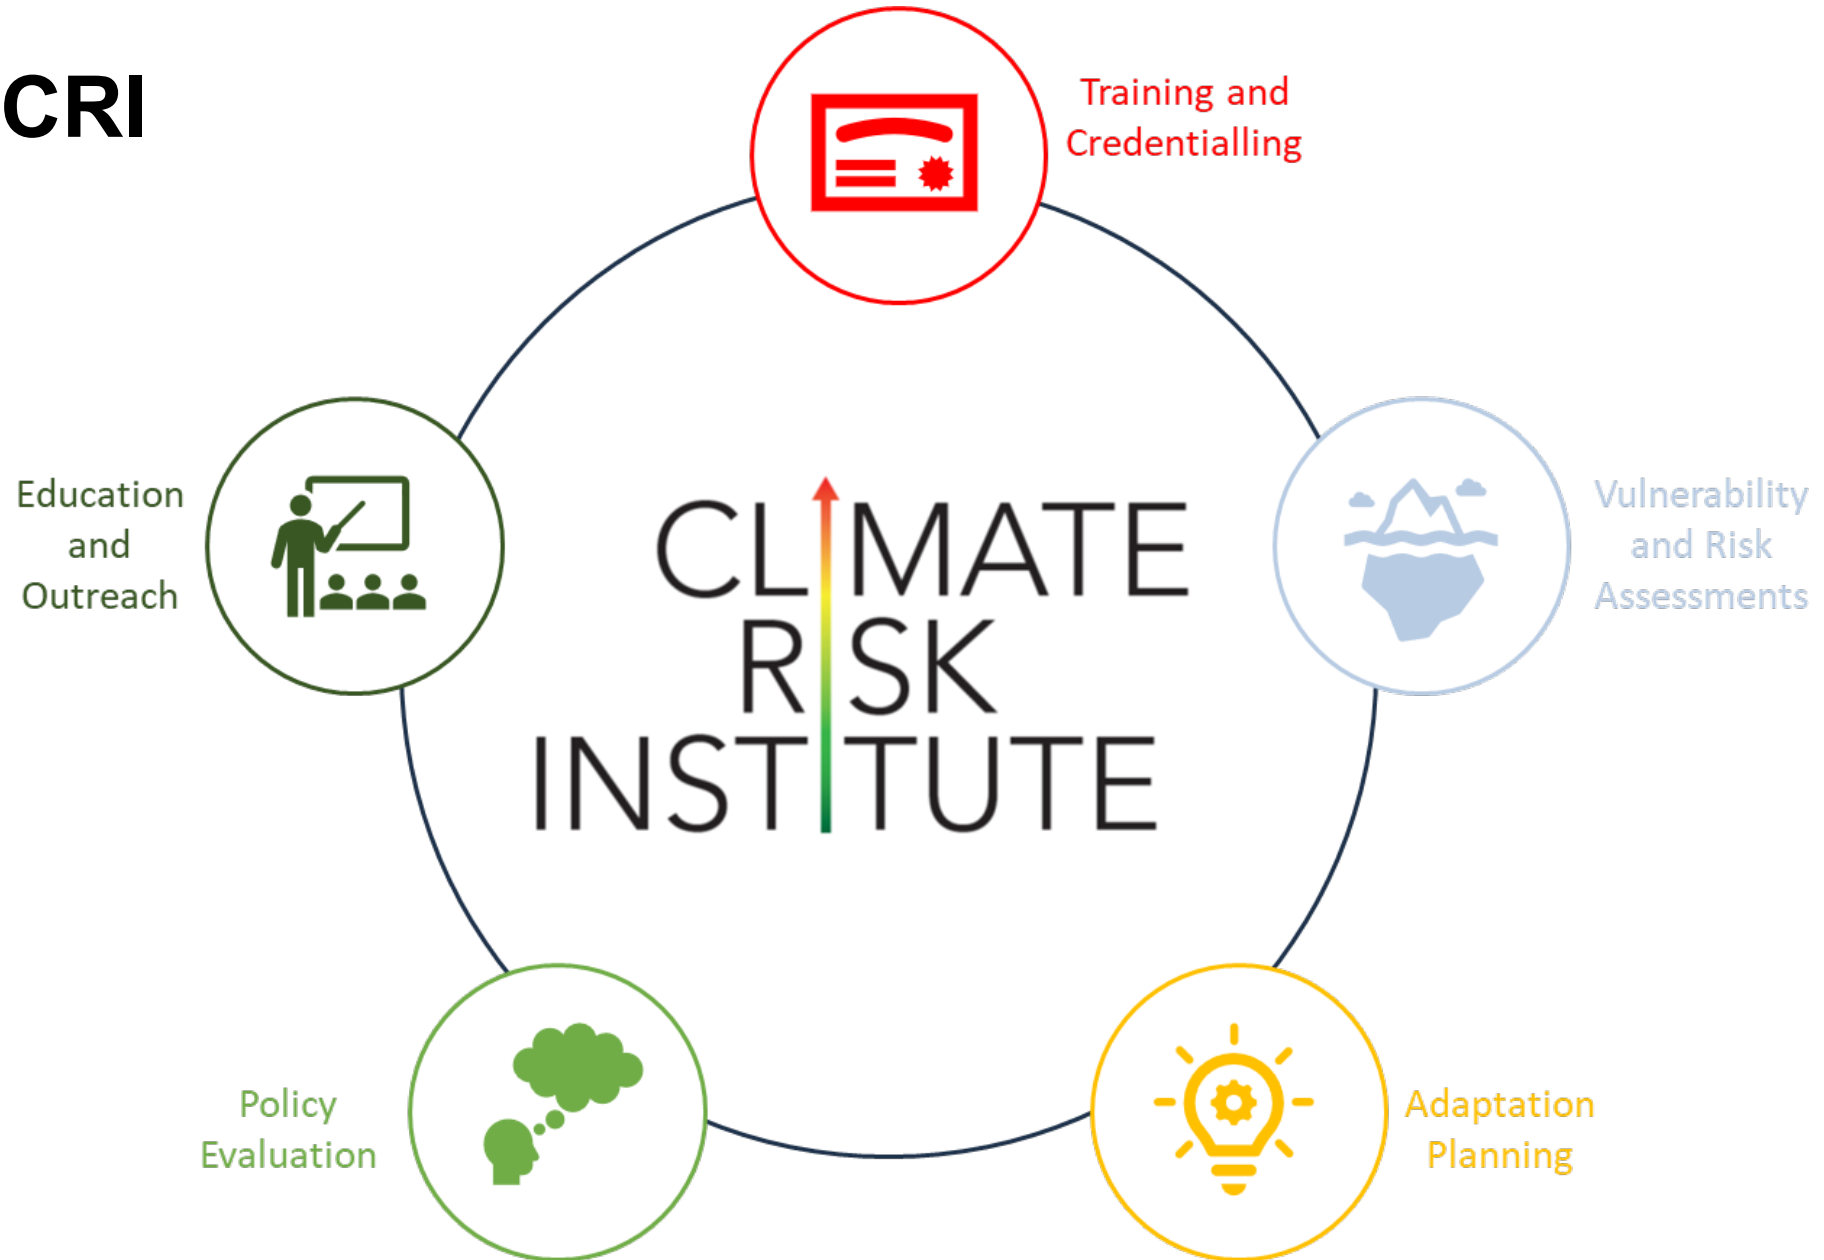 CRI
Training and
Credentialling
Education
and
Outreach
CLIMATE
RISK
INSTITUTE
Vulnerability
and Risk
Assessments
Policy
Evaluation
Adaptation
Planning